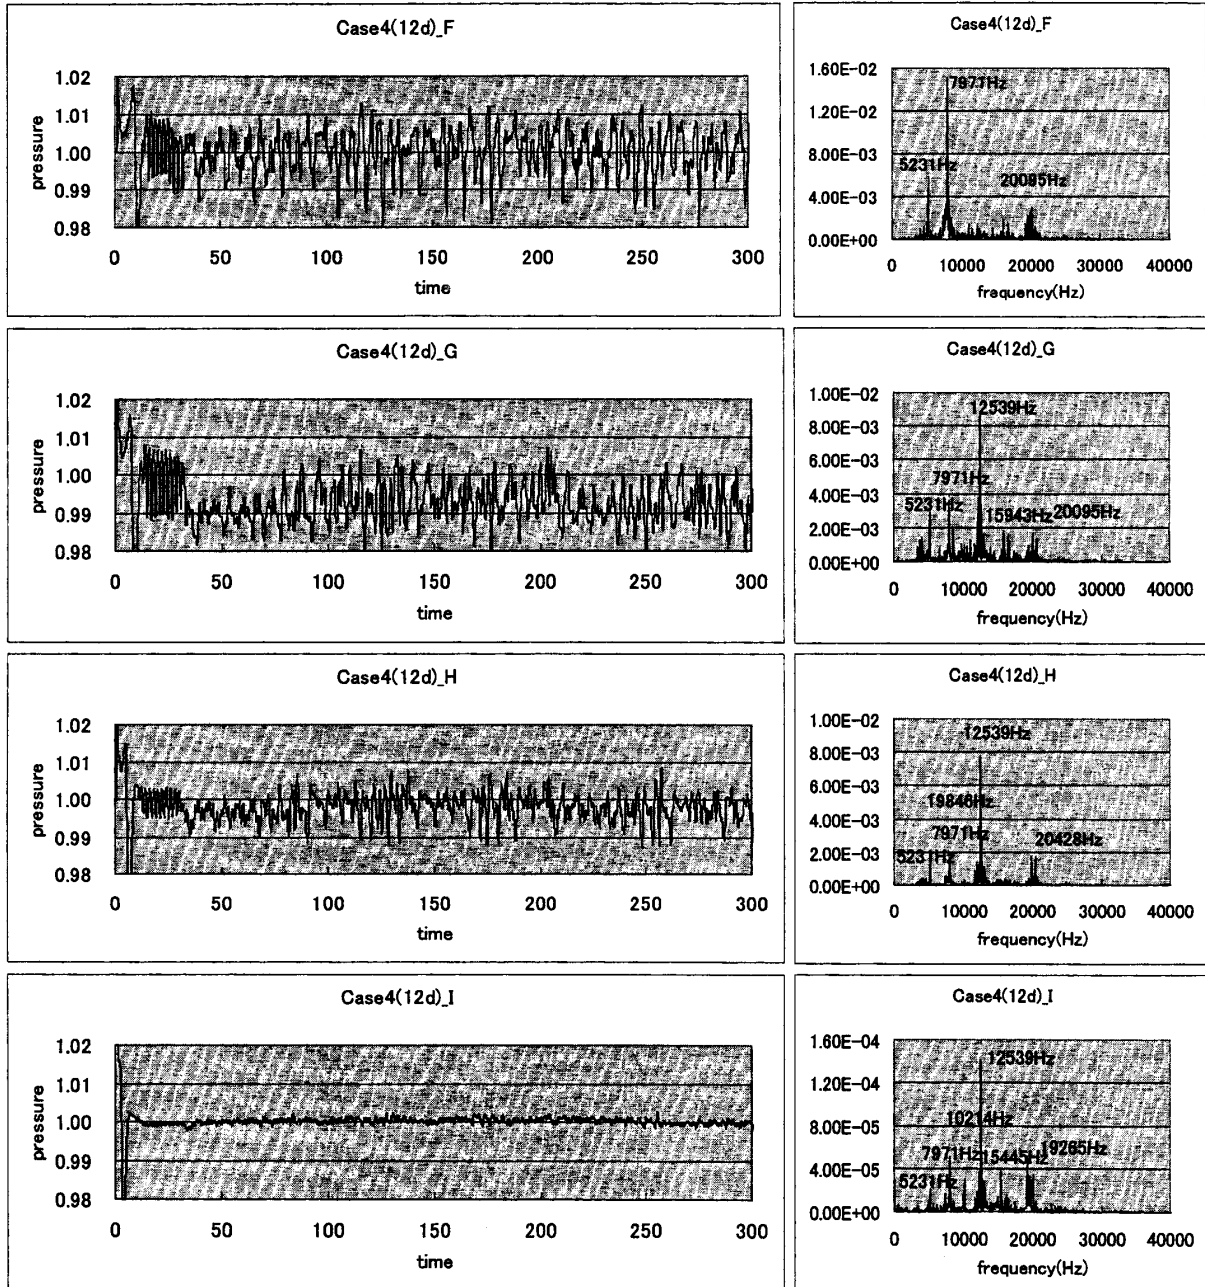 Case4(12d)_F
1.02
1.01
1.00
0.99
0.98
pressure
0
50
100
150
200
250
300
time
Case4(12d)_F
1.60E-02
1.20E-02
8.00E-03
4.00E-03
0.00E+00
7971Hz
5231Hz
20095Hz
0
10000
20000
30000
40000
frequency(Hz)
Case4(12d)_G
1.02
1.01
1.00
0.99
0.98
pressure
0
50
100
150
200
250
300
time
Case4(12d)_G
1.00E-02
8.00E-03
6.00E-03
4.00E-03
2.00E-03
0.00E+00
12539Hz
7971Hz
5231Hz
15943Hz
20095Hz
0
10000
20000
30000
40000
frequency(Hz)
Case4(12d)_H
1.02
1.01
1.00
0.99
0.98
pressure
0
50
100
150
200
250
300
time
Case4(12d)_H
1.00E-02
8.00E-03
6.00E-03
4.00E-03
2.00E-03
0.00E+00
12539Hz
19846Hz
7971Hz
5231Hz
20428Hz
0
10000
20000
30000
40000
frequency(Hz)
Case4(12d)_I
1.02
1.01
1.00
0.99
0.98
pressure
0
50
100
150
200
250
300
time
Case4(12d)_I
1.60E-04
1.20E-04
8.00E-05
4.00E-05
0.00E+00
12539Hz
10214Hz
7971Hz
15445Hz
19265Hz
5231Hz
0
10000
20000
30000
40000
frequency(Hz)